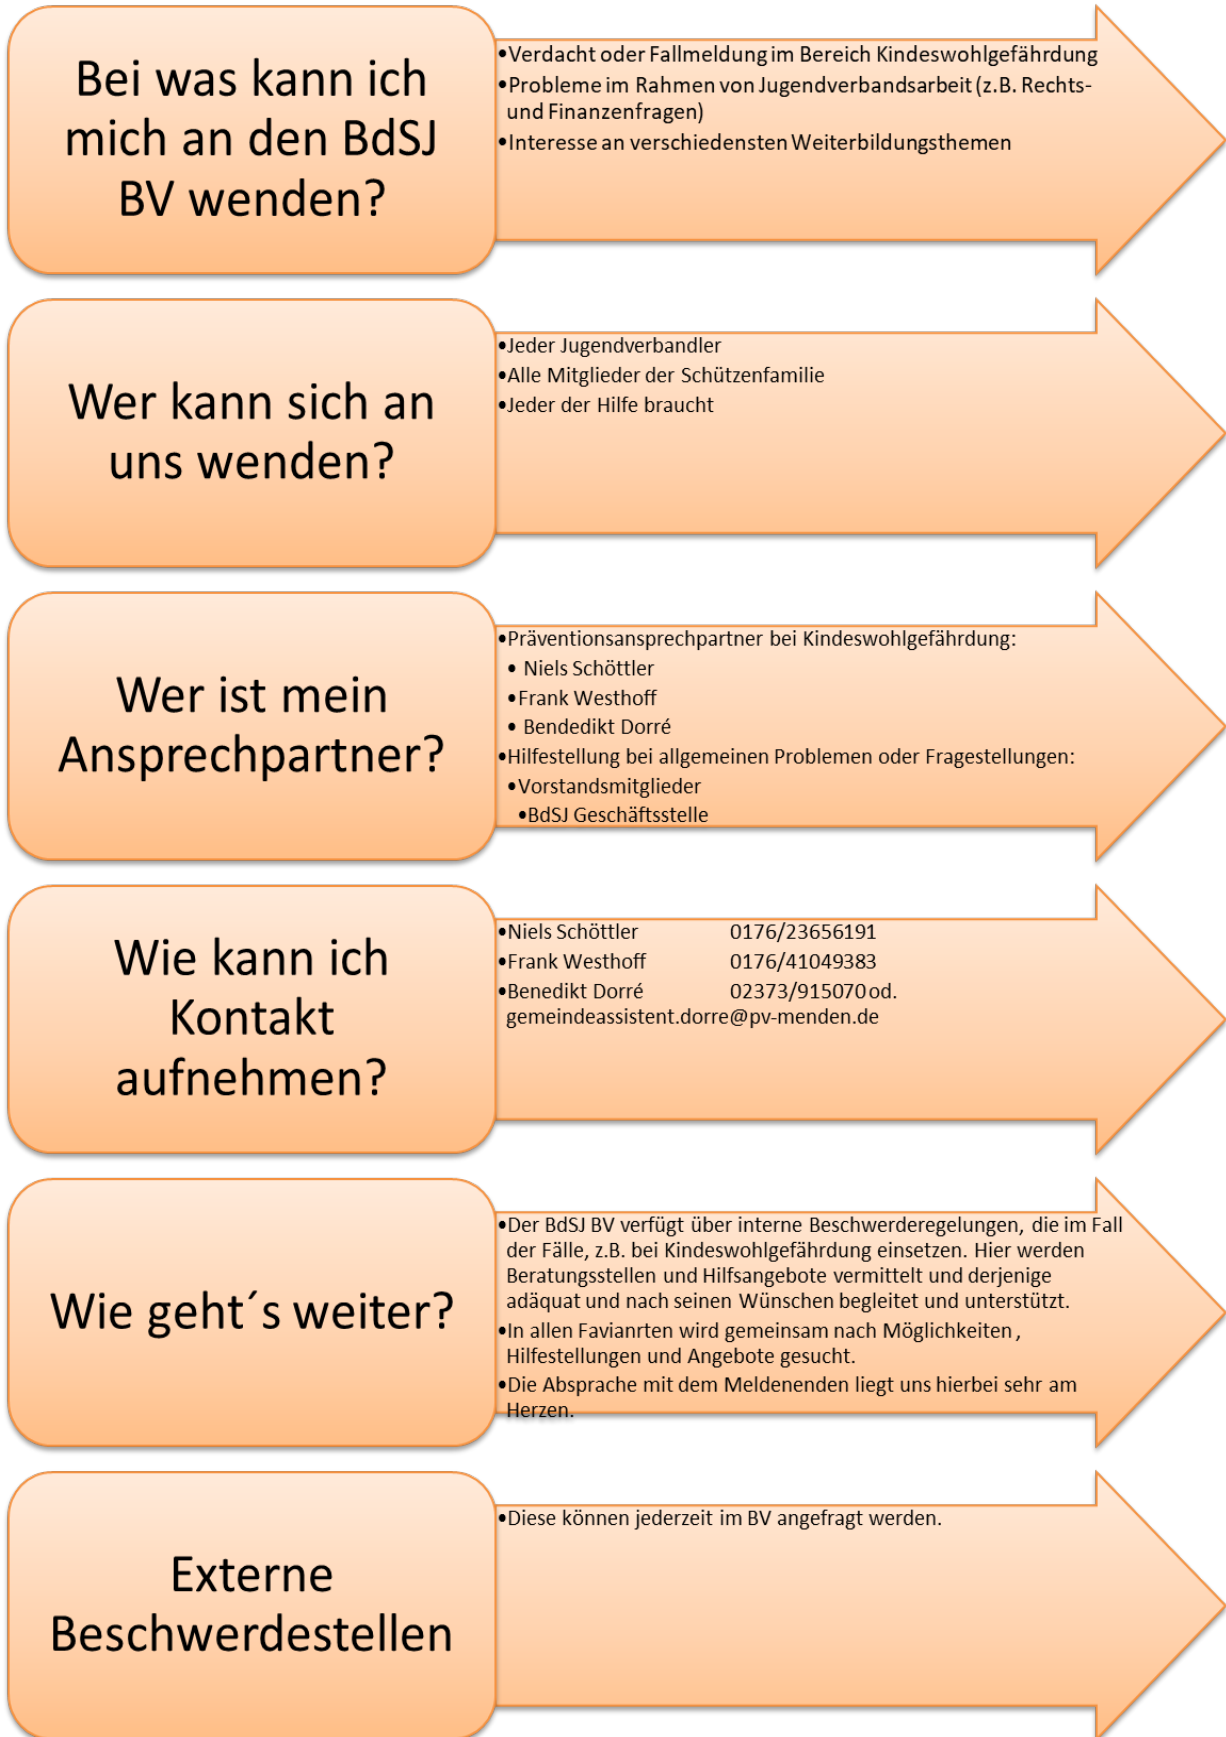 Bei was kann ich
mich an den BdSJ
BV wenden?
•Verdacht oder Fallmeldung im Bereich Kindeswohlgefährdung
•Probleme im Rahmen von Jugendverbandsarbeit (z.B. Rechts-
und Finanzenfragen)
•Interesse an verschiedensten Weiterbildungsthemen
Wer kann sich an
uns wenden?
•Jeder Jugendverbandler
•Alle Mitglieder der Schützenfamilie
•Jeder der Hilfe braucht
Wer ist mein
Ansprechpartner?
•Präventionsansprechpartner bei Kindeswohlgefährdung:
• Niels Schöttler
•Frank Westhoff
• Bendedikt Dorré
•Hilfestellung bei allgemeinen Problemen oder Fragestellungen:
•Vorstandsmitglieder
•BdSJ Geschäftsstelle
Wie kann ich
Kontakt
aufnehmen?
•Niels Schöttler 0176/23656191
•Frank Westhoff 0176/41049383
•Benedikt Dorré 02373/915070 od.
gemeindeassistent.dorre@pv-menden.de
Wie geht´s weiter?
•Der BdSJ BV verfügt über interne Beschwerderegelungen, die im Fall
der Fälle, z.B. bei Kindeswohlgefährdung einsetzen. Hier werden
Beratungsstellen und Hilfsangebote vermittelt und derjenige
adäquat und nach seinen Wünschen begleitet und unterstützt.
•In allen Favianrten wird gemeinsam nach Möglichkeiten ,
Hilfestellungen und Angebote gesucht.
•Die Absprache mit dem Meldenenden liegt uns hierbei sehr am
Herzen.
Externe
Beschwerdestellen
•Diese können jederzeit im BV angefragt werden.